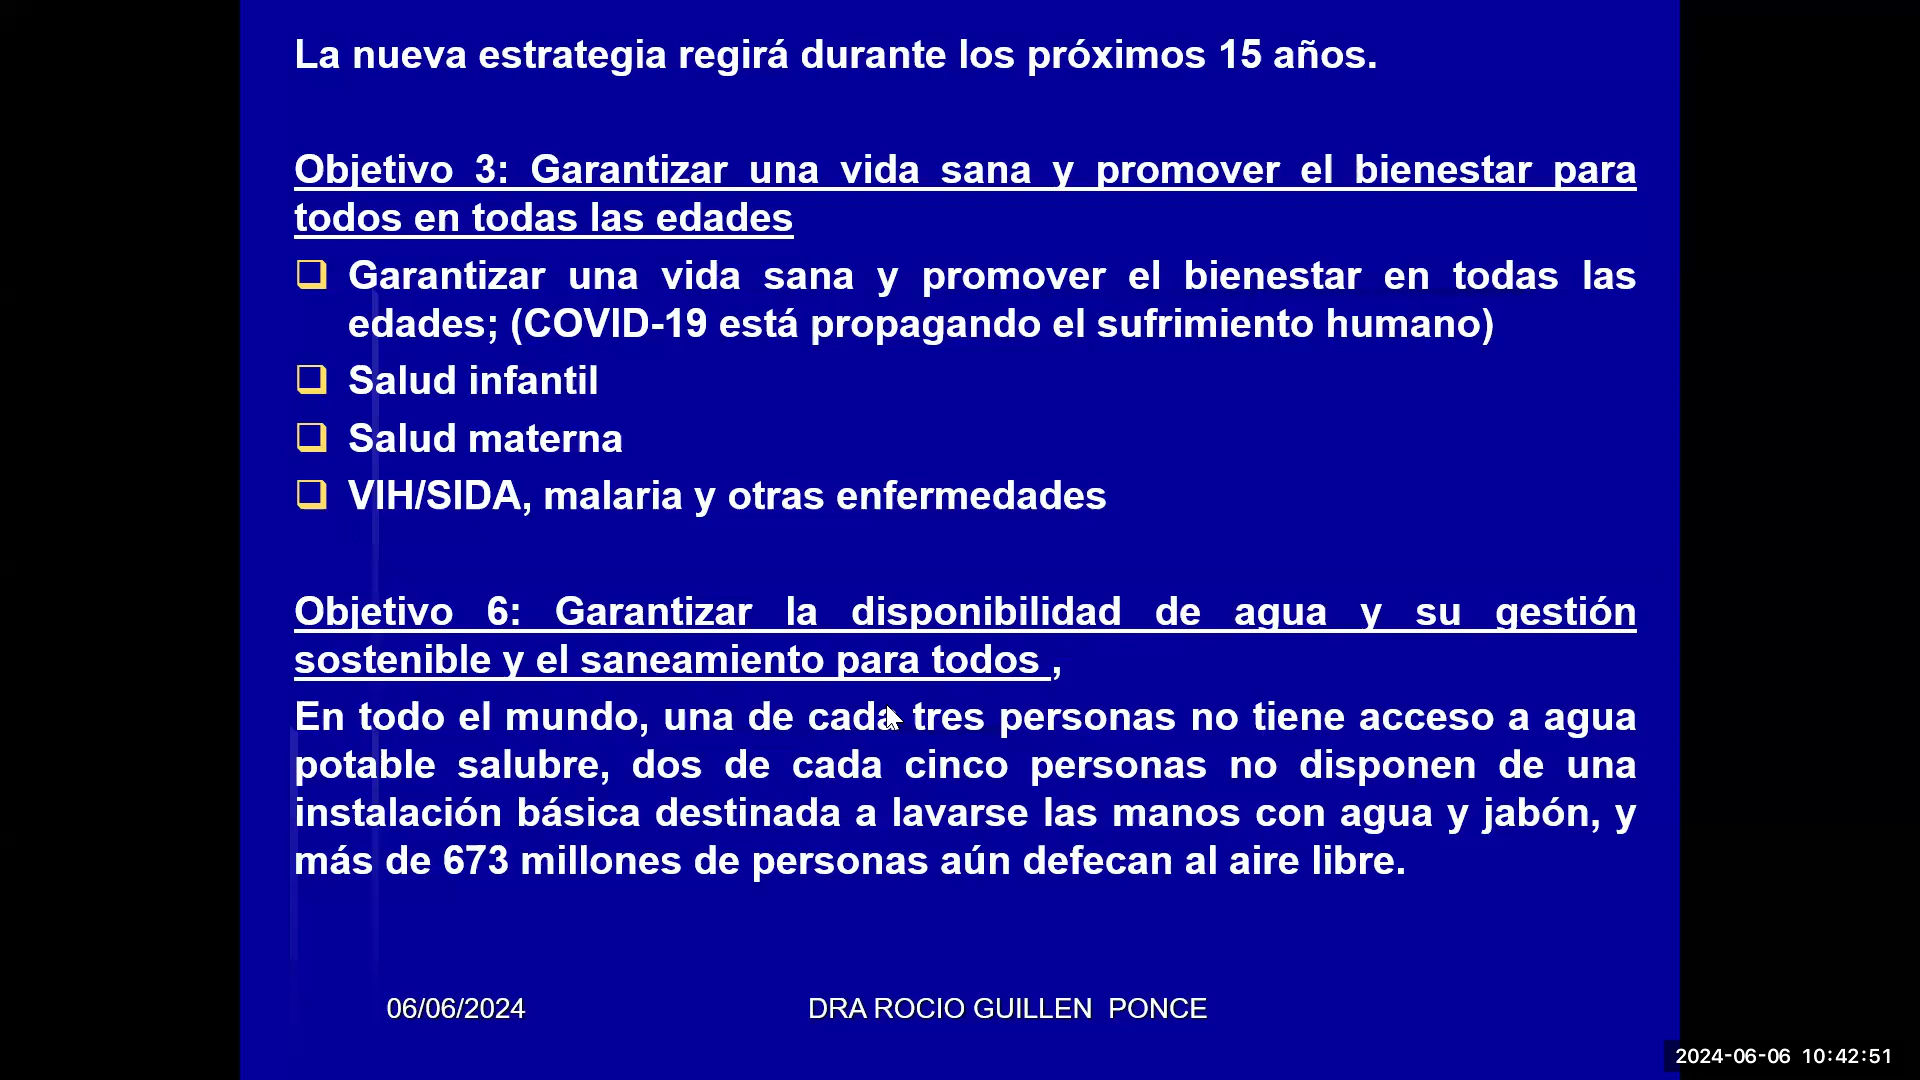 La nueva estrategia regirá durante los próximos 15 años.
Objetivo 3: Garantizar una vida sana y promover el bienestar para
todos en todas las edades
Garantizar una vida sana y promover el bienestar en todas las
edades; (COVID-19 está propagando el sufrimiento humano)
Salud infantil
Salud materna
VIH/SIDA, malaria y otras enfermedades
Objetivo 6: Garantizar la disponibilidad de agua y su gestión
sostenible y el saneamiento para todos ,
En todo el mundo, una de cada tres personas no tiene acceso a agua
potable salubre, dos de cada cinco personas no disponen de una
instalación básica destinada a lavarse las manos con agua y jabón, y
más de 673 millones de personas aún defecan al aire libre.
06/06/2024
DRA ROCIO GUILLEN PONCE
2024-06-06 10:42:51